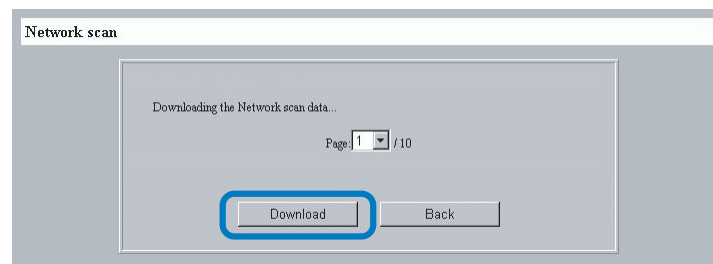 Network scan
Downloading the Network scan data...
Page: 1 / 10
Download Back